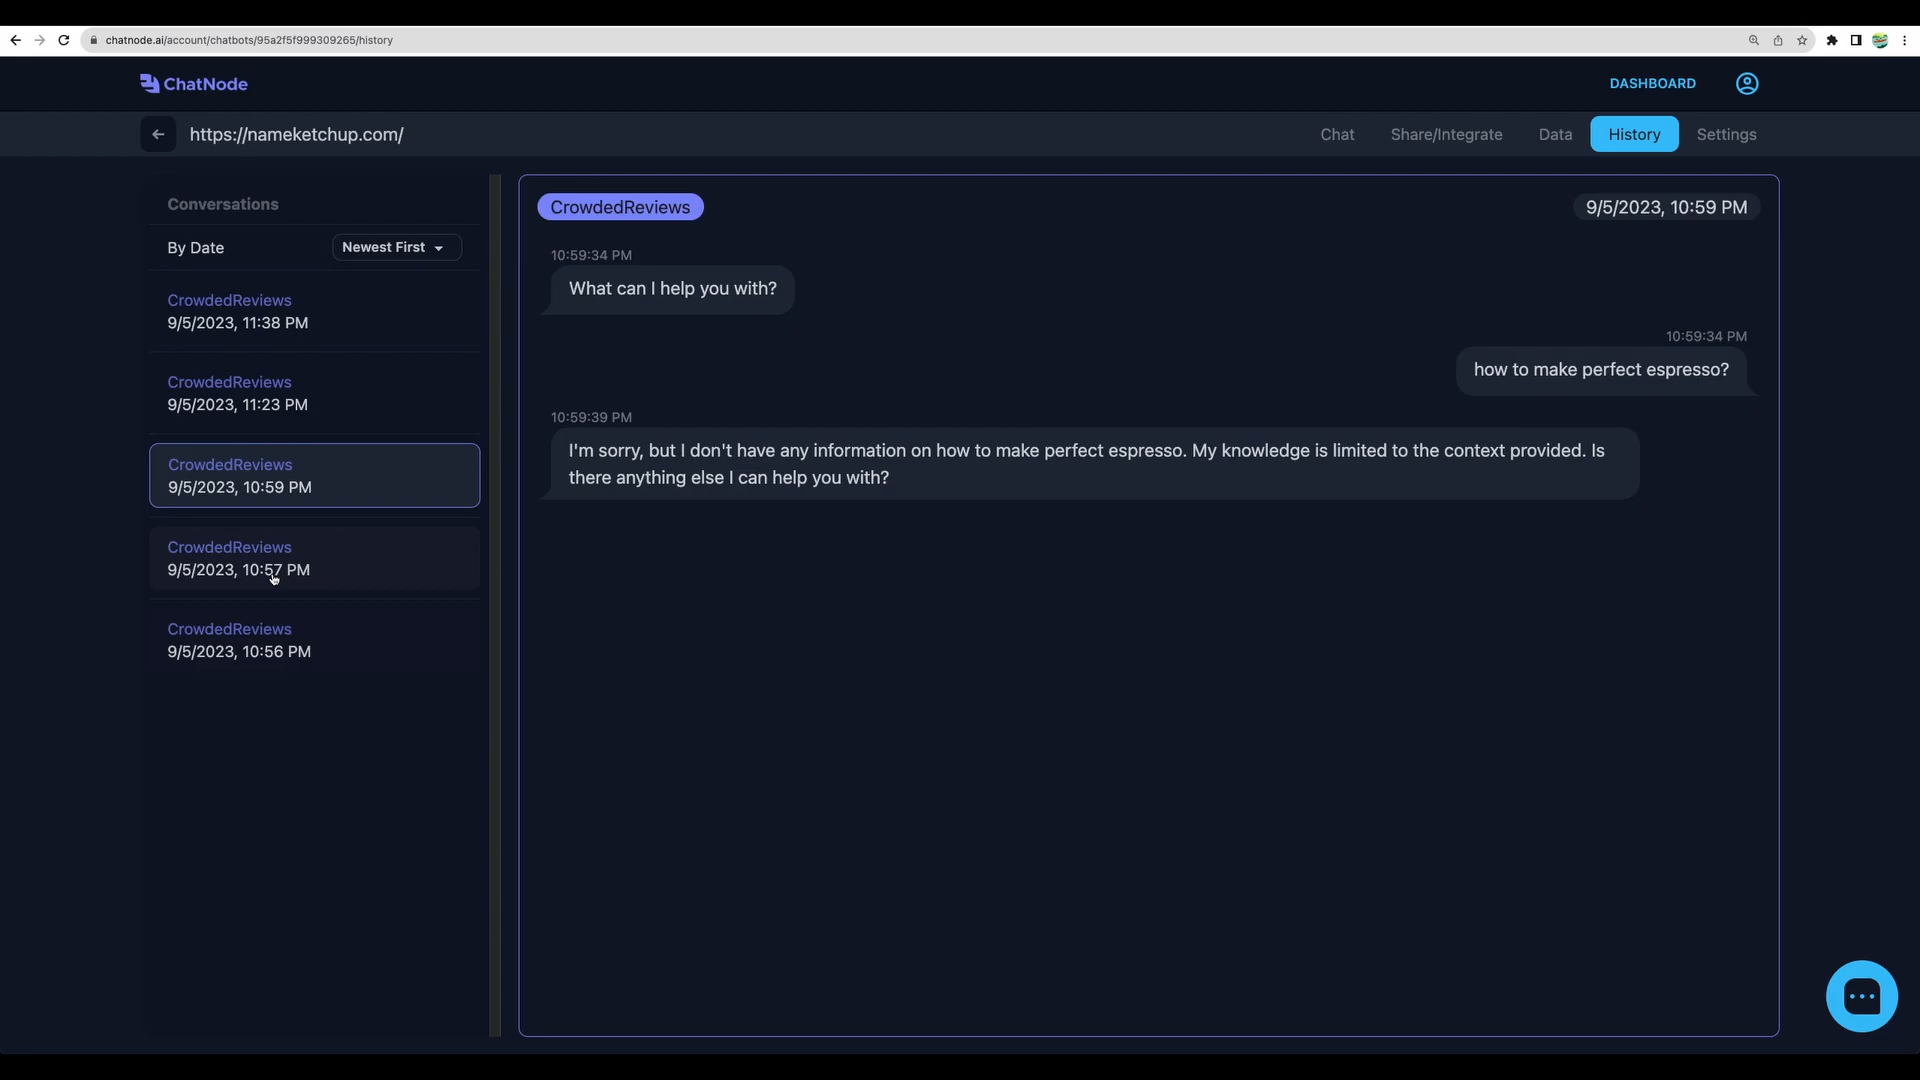 chatnode.ai/account/chatbots/95a2f5f999309265/history
ChatNode
DASHBOARD
https://nameketchup.com/
Chat
Share/Integrate
Data
History
Settings
Conversations
By Date
Newest First
CrowdedReviews
9/5/2023, 11:38 PM
CrowdedReviews
9/5/2023, 11:23 PM
CrowdedReviews
9/5/2023, 10:59 PM
CrowdedReviews
9/5/2023, 10:57 PM
CrowdedReviews
9/5/2023, 10:56 PM
CrowdedReviews
9/5/2023, 10:59 PM
10:59:34 PM
What can I help you with?
10:59:34 PM
how to make perfect espresso?
10:59:39 PM
I'm sorry, but I don't have any information on how to make perfect espresso. My knowledge is limited to the context provided. Is
there anything else I can help you with?